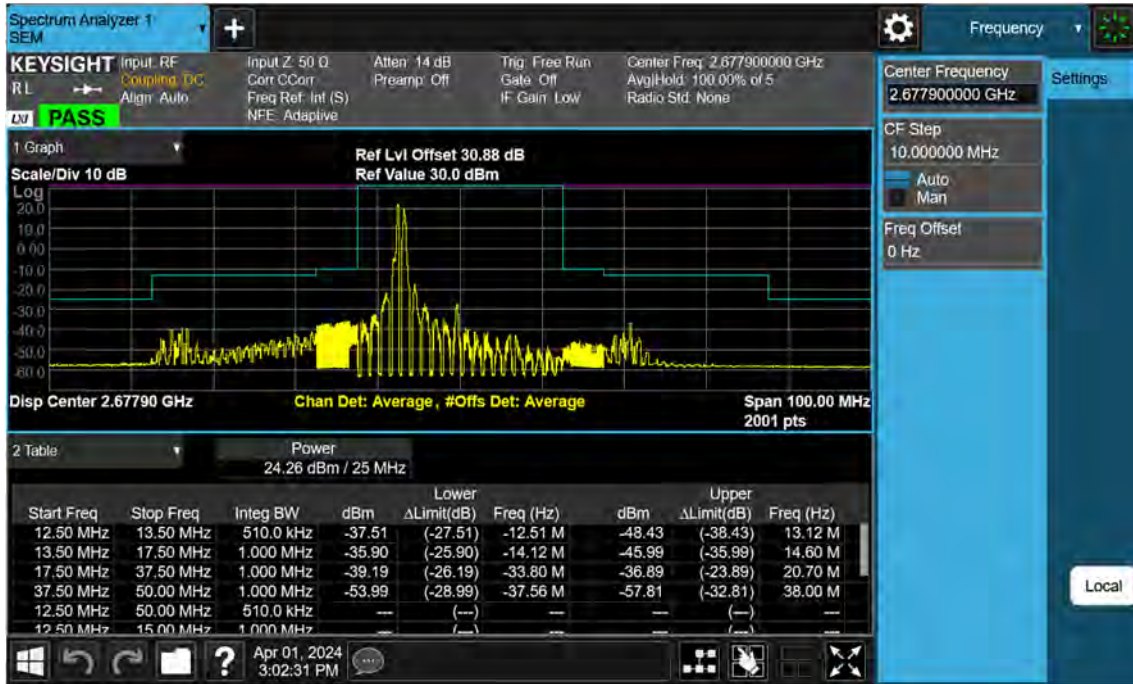 Spectrum Analyzer 1
SEM
+
Frequency
KEYSIGHT
RL
LXI
PASS
Input: RF
Coupling: DC
Align: Auto
Input Z: 50 Ω
Corr CCorr
Freq Ref: Int (S)
NFE: Adaptive
Atten: 14 dB
Preamp: Off
Trig: Free Run
Gate: Off
IF Gain: Low
Center Freq: 2.677900000 GHz
Avg|Hold: 100.00% of 5
Radio Std: None
Center Frequency
2.677900000 GHz
Settings
CF Step
10.000000 MHz
Auto
Man
Freq Offset
0 Hz
Local
1 Graph
Scale/Div 10 dB
Ref Lvl Offset 30.88 dB
Ref Value 30.0 dBm
Log
20.0
10.0
0.00
-10.0
-20.0
-30.0
-40.0
-50.0
-60.0
Disp Center 2.67790 GHz
Chan Det: Average, #Offs Det: Average
Span 100.00 MHz
2001 pts
2 Table
Power
24.26 dBm / 25 MHz
Lower Upper
Start Freq Stop Freq Integ BW dBm ΔLimit(dB) Freq (Hz) dBm ΔLimit(dB) Freq (Hz)
12.50 MHz 13.50 MHz 510.0 kHz -37.51 (-27.51) -12.51 M -48.43 (-38.43) 13.12 M
13.50 MHz 17.50 MHz 1.000 MHz -35.90 (-25.90) -14.12 M -45.99 (-35.99) 14.60 M
17.50 MHz 37.50 MHz 1.000 MHz -39.19 (-26.19) -33.80 M -36.89 (-23.89) 20.70 M
37.50 MHz 50.00 MHz 1.000 MHz -53.99 (-28.99) -37.56 M -57.81 (-32.81) 38.00 M
12.50 MHz 50.00 MHz 510.0 kHz --- (---) --- --- (---) ---
12.50 MHz 15.00 MHz 1.000 MHz --- (---) --- --- (---) ---
?
Apr 01, 2024
3:02:31 PM